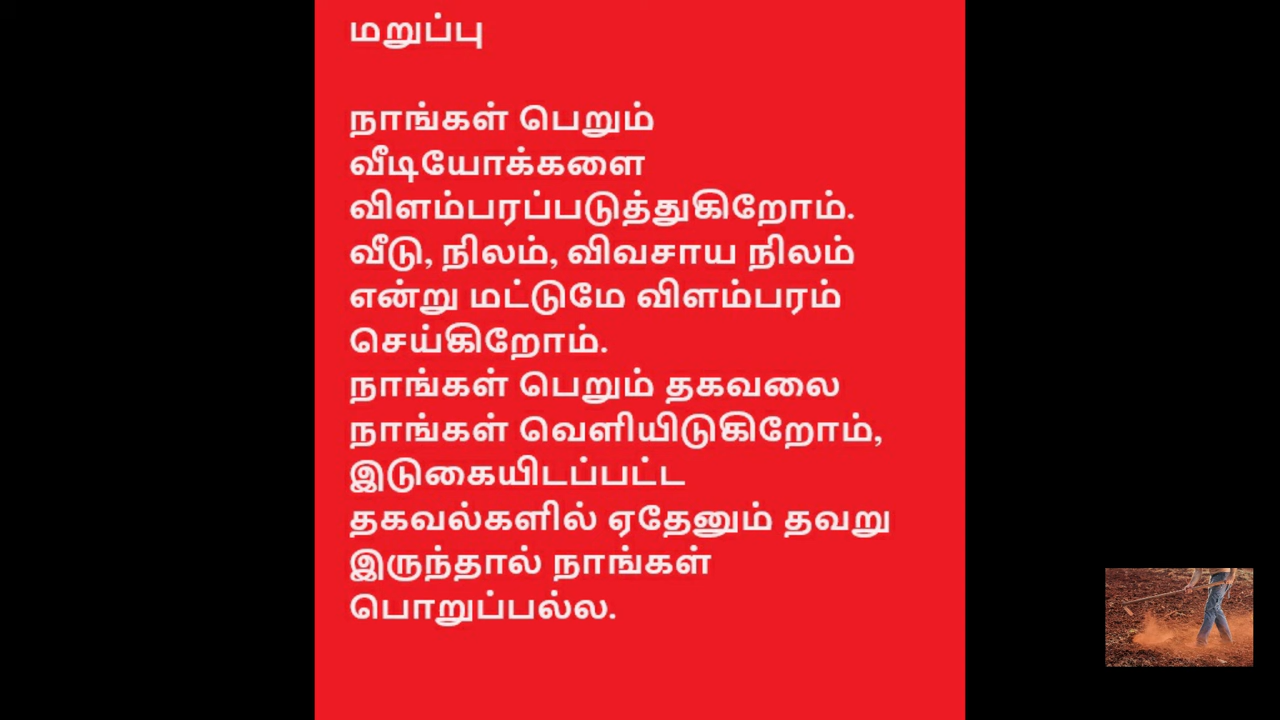 மறுப்பு
நாங்கள் பெறும்
வீடியோக்களை
விளம்பரப்படுத்துகிறோம்.
வீடு, நிலம், விவசாய நிலம்
என்று மட்டுமே விளம்பரம்
செய்கிறோம்.
நாங்கள் பெறும் தகவலை
நாங்கள் வெளியிடுகிறோம்,
இடுகையிடப்பட்ட
தகவல்களில் ஏதேனும் தவறு
இருந்தால் நாங்கள்
பொறுப்பல்ல.